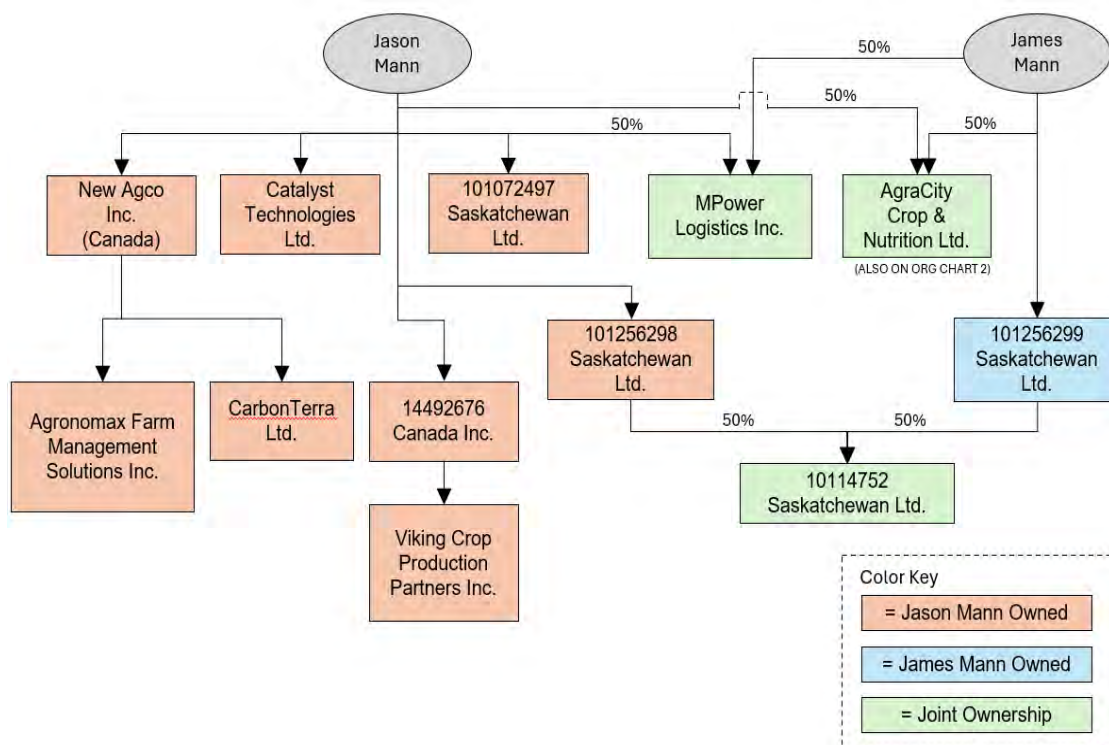 Jason
Mann
James
Mann
50%
50%
50%
50%
New Agco
Inc.
(Canada)
Catalyst
Technologies
Ltd.
101072497
Saskatchewan
Ltd.
MPower
Logistics Inc.
AgraCity
Crop &
Nutrition Ltd.
(ALSO ON ORG CHART 2)
101256298
Saskatchewan
Ltd.
101256299
Saskatchewan
Ltd.
Agronomax Farm
Management
Solutions Inc.
CarbonTerra
Ltd.
14492676
Canada Inc.
50%
50%
10114752
Saskatchewan Ltd.
Viking Crop
Production
Partners Inc.
Color Key
= Jason Mann Owned
= James Mann Owned
= Joint Ownership